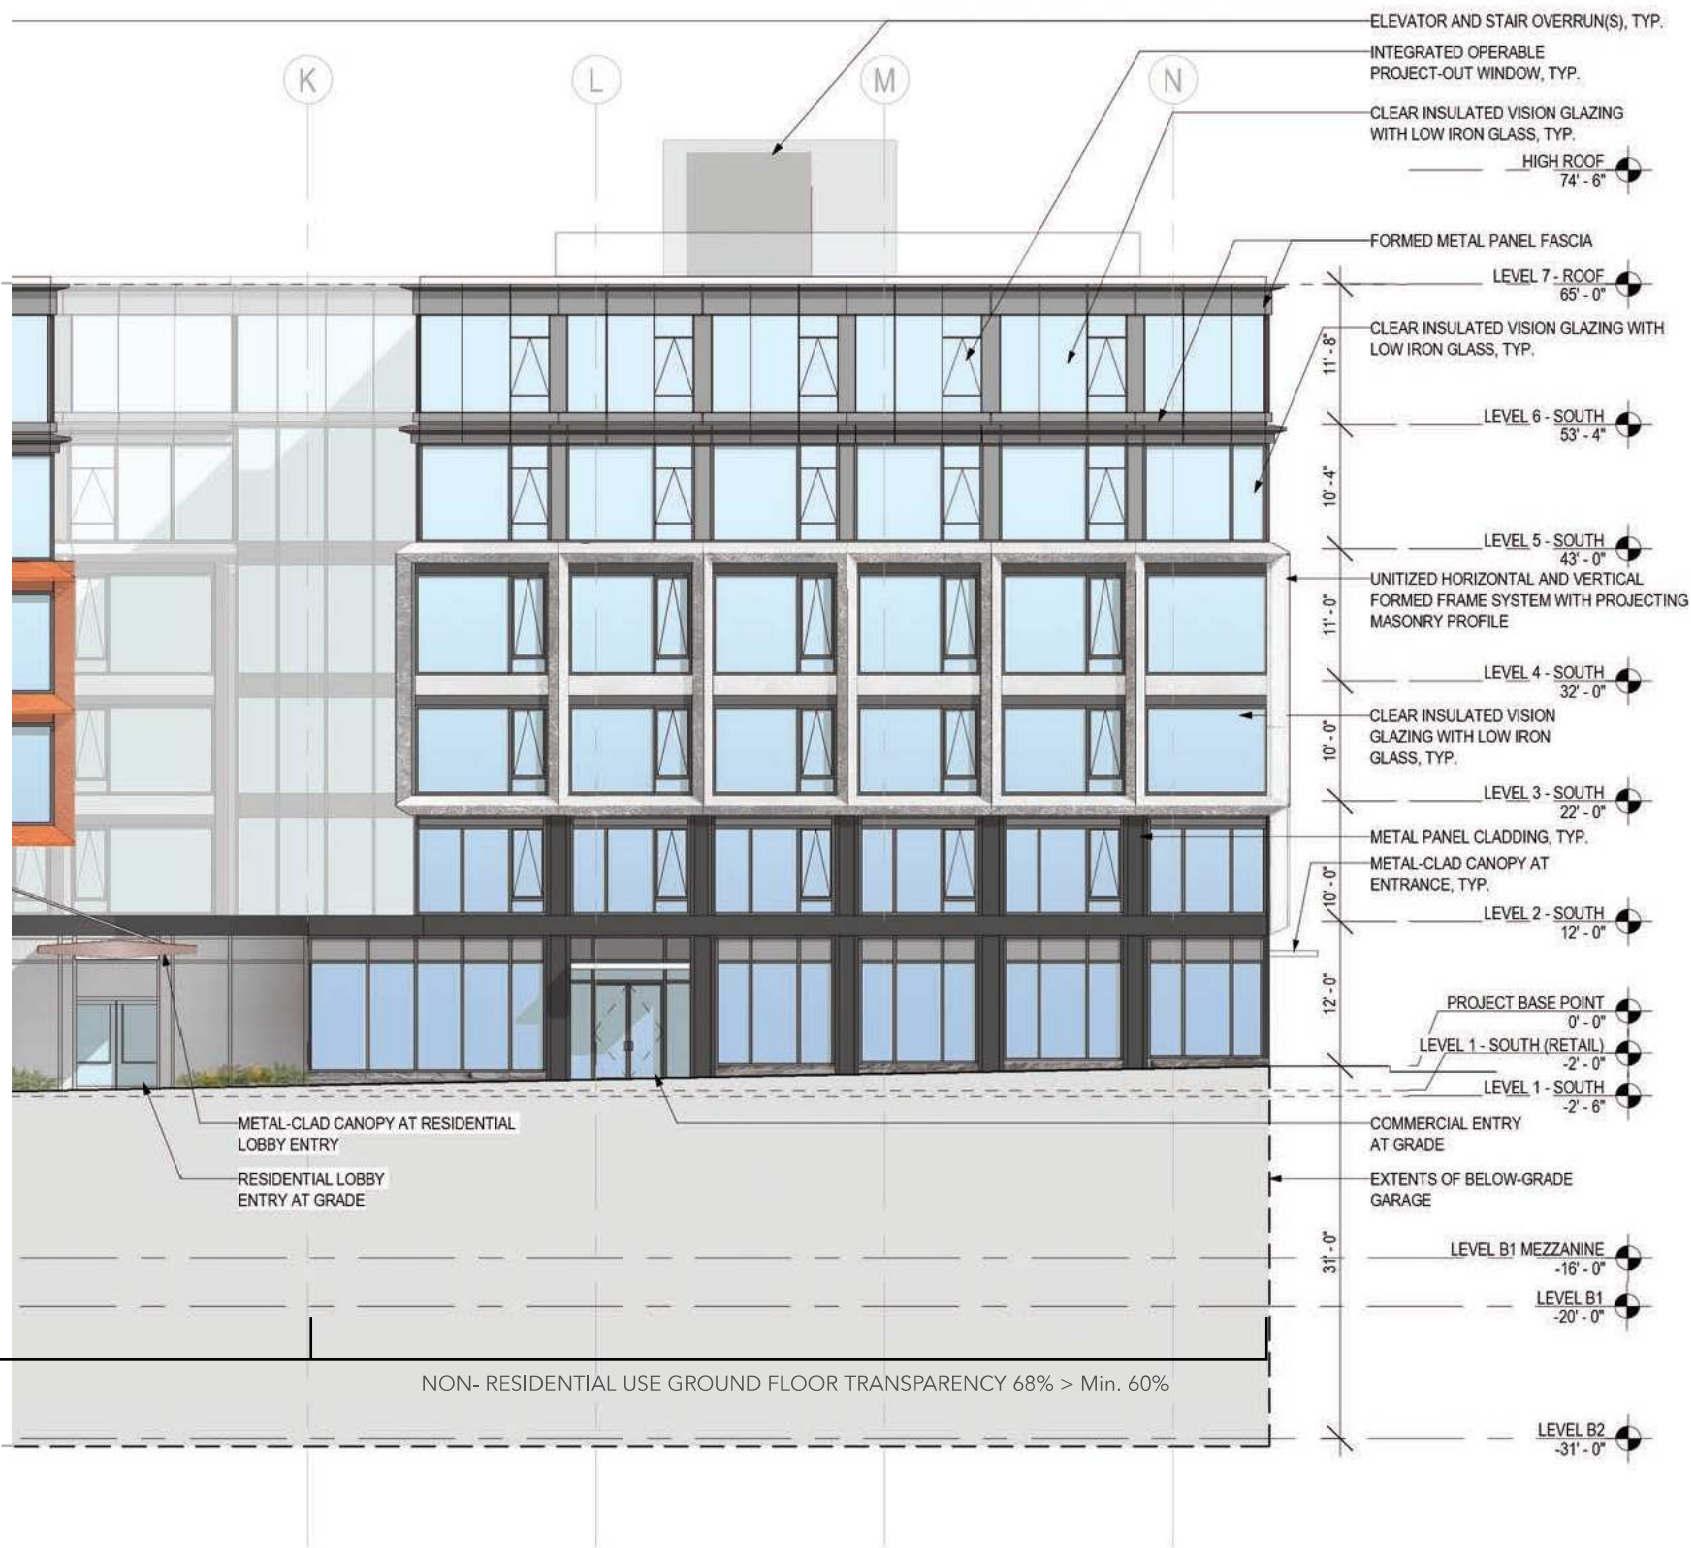 ELEVATOR AND STAIR OVERRUN(S), TYP.
INTEGRATED OPERABLE
PROJECT-OUT WINDOW, TYP.
K
L
M
N
CLEAR INSULATED VISION GLAZING
WITH LOW IRON GLASS, TYP.
HIGH ROOF
74' - 6"
FORMED METAL PANEL FASCIA
LEVEL 7 - ROOF
65' - 0"
CLEAR INSULATED VISION GLAZING WITH
LOW IRON GLASS, TYP.
11' - 8"
LEVEL 6 - SOUTH
53' - 4"
10' - 4"
LEVEL 5 - SOUTH
43' - 0"
UNITIZED HORIZONTAL AND VERTICAL
FORMED FRAME SYSTEM WITH PROJECTING
MASONRY PROFILE
11' - 0"
LEVEL 4 - SOUTH
32' - 0"
CLEAR INSULATED VISION
GLAZING WITH LOW IRON
GLASS, TYP.
10' - 0"
LEVEL 3 - SOUTH
22' - 0"
METAL PANEL CLADDING, TYP.
METAL-CLAD CANOPY AT
ENTRANCE, TYP.
10' - 0"
LEVEL 2 - SOUTH
12' - 0"
12' - 0"
PROJECT BASE POINT
0' - 0"
LEVEL 1 - SOUTH (RETAIL)
-2' - 0"
LEVEL 1 - SOUTH
-2' - 6"
METAL-CLAD CANOPY AT RESIDENTIAL
LOBBY ENTRY
COMMERCIAL ENTRY
AT GRADE
RESIDENTIAL LOBBY
ENTRY AT GRADE
EXTENTS OF BELOW-GRADE
GARAGE
31' - 0"
LEVEL B1 MEZZANINE
-16' - 0"
LEVEL B1
-20' - 0"
NON- RESIDENTIAL USE GROUND FLOOR TRANSPARENCY 68% > Min. 60%
LEVEL B2
-31' - 0"